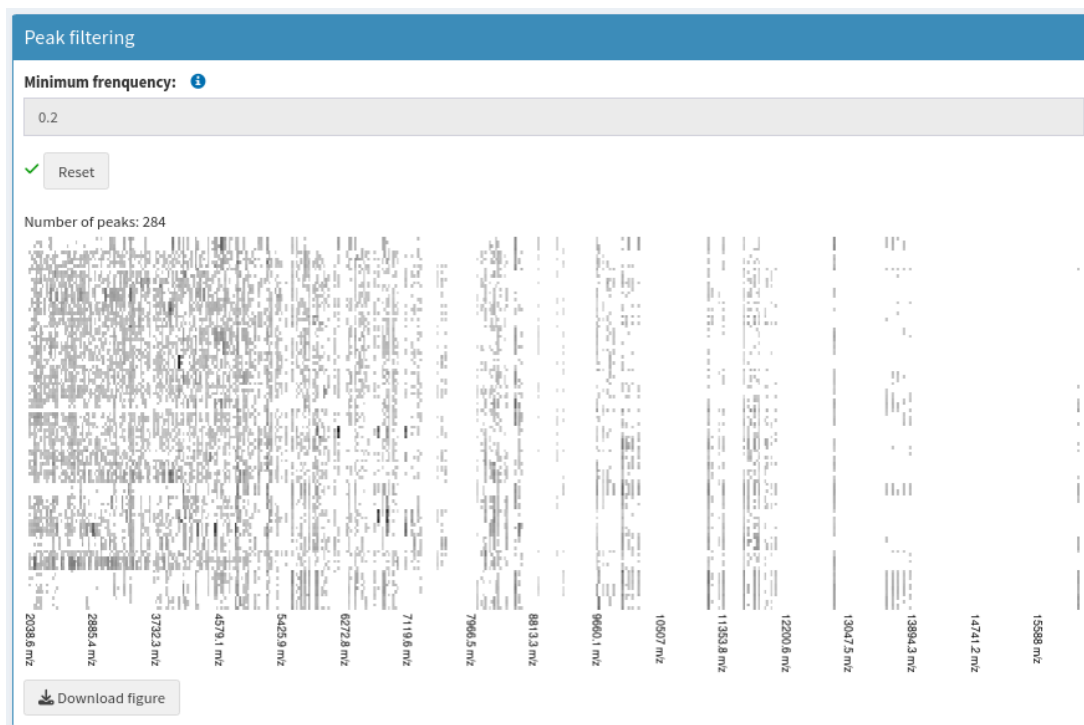 Peak filtering
Minimum frenquency:
0.2
Reset
Number of peaks: 284
2038.6 m/z
2885.4 m/z
3732.3 m/z
4579.1 m/z
5425.9 m/z
6272.8 m/z
7119.6 m/z
7966.5 m/z
8813.3 m/z
9660.1 m/z
10507 m/z
11353.8 m/z
12200.6 m/z
13047.5 m/z
13894.3 m/z
14741.2 m/z
15588 m/z
Download figure